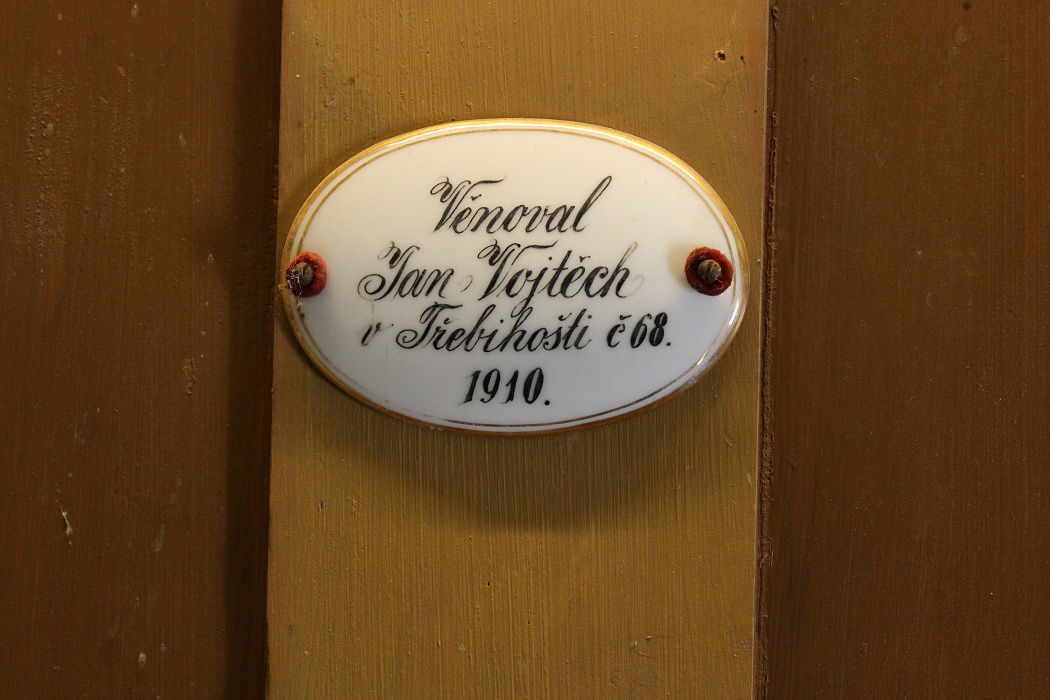 Věnoval
Jan Vojtěch
v Třebihošti č 68.
1910.